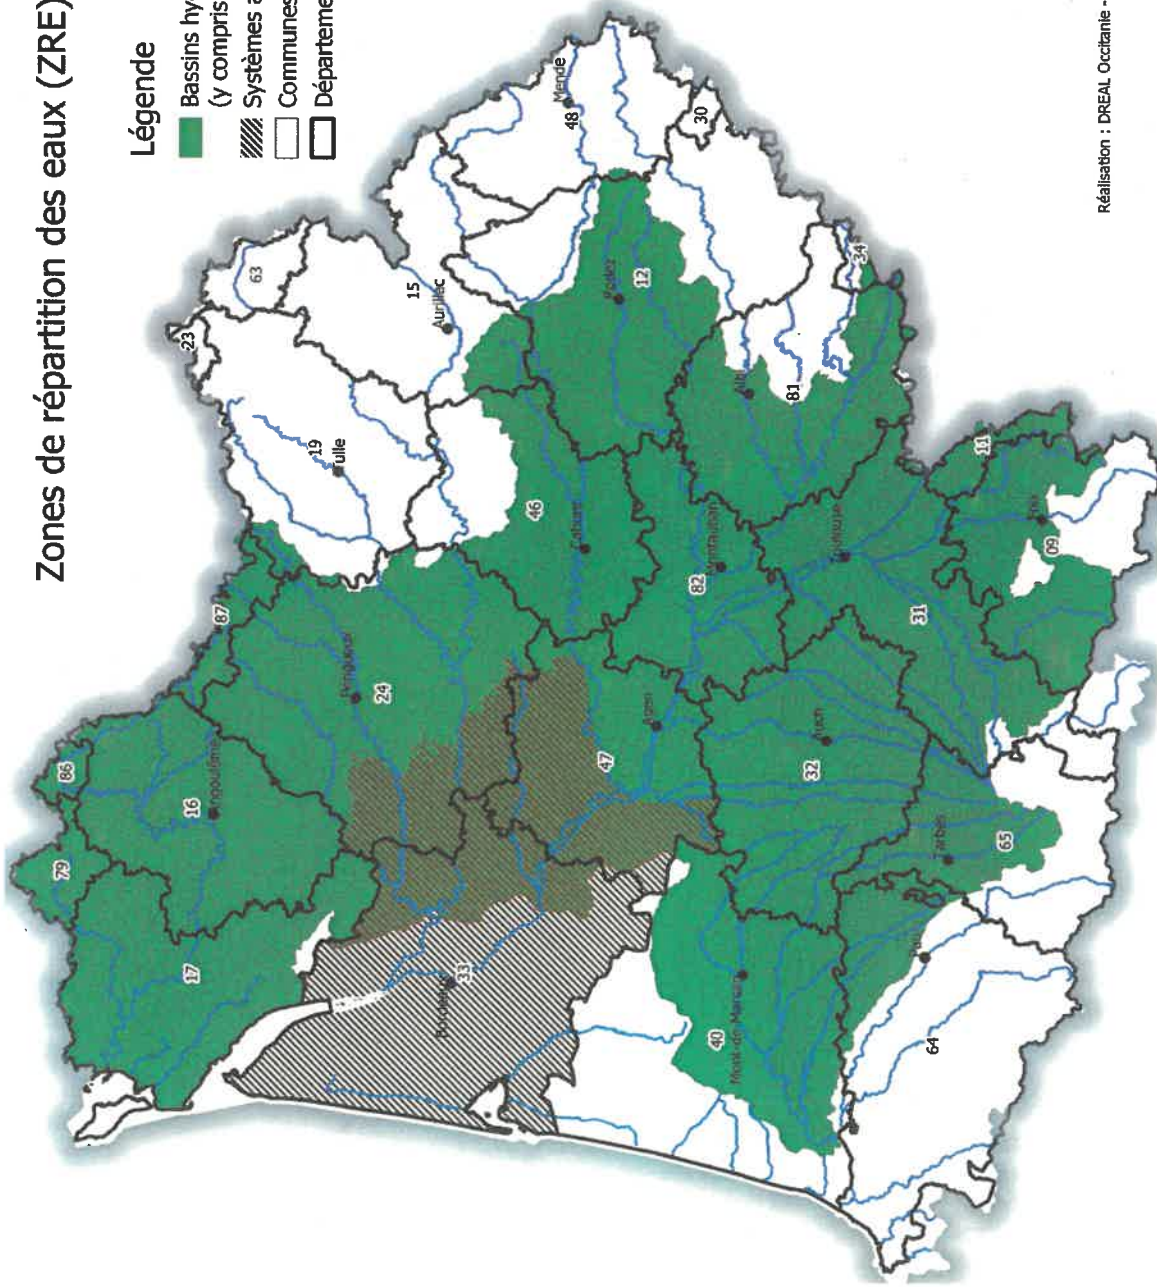 Zones de répartition des eaux (ZRE)
Légende
Bassins hy
(y compris
Systèmes a
Communes
Départeme
23
63
19
Tulle
15
Aurillac
Mende
48
30
87
Périgueux
24
46
Cahors
Rodez
12
34
86
79
16
Angoulême
17
47
Agen
82
Montauban
Albi
81
33
Bordeaux
32
Auch
Toulouse
31
11
Foix
09
40
Mont-de-Marsan
Tarbes
65
Pau
64
Réalisation : DREAL Occitanie -